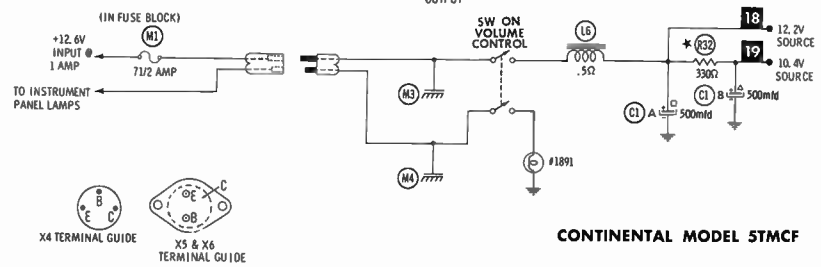 OUTPUT
(IN FUSE BLOCK)
+12.6V
INPUT @
1 AMP
M1
7 1/2 AMP
TO INSTRUMENT
PANEL LAMPS
M3
M4
SW ON
VOLUME
CONTROL
L6
.5Ω
#1891
18
12.2V
SOURCE
★ R32
330Ω
19
10.4V
SOURCE
C1 A
500mfd
C1 B
500mfd
B
E C
X4 TERMINAL GUIDE
E
C
B
X5 & X6
TERMINAL GUIDE
CONTINENTAL MODEL 5TMCF